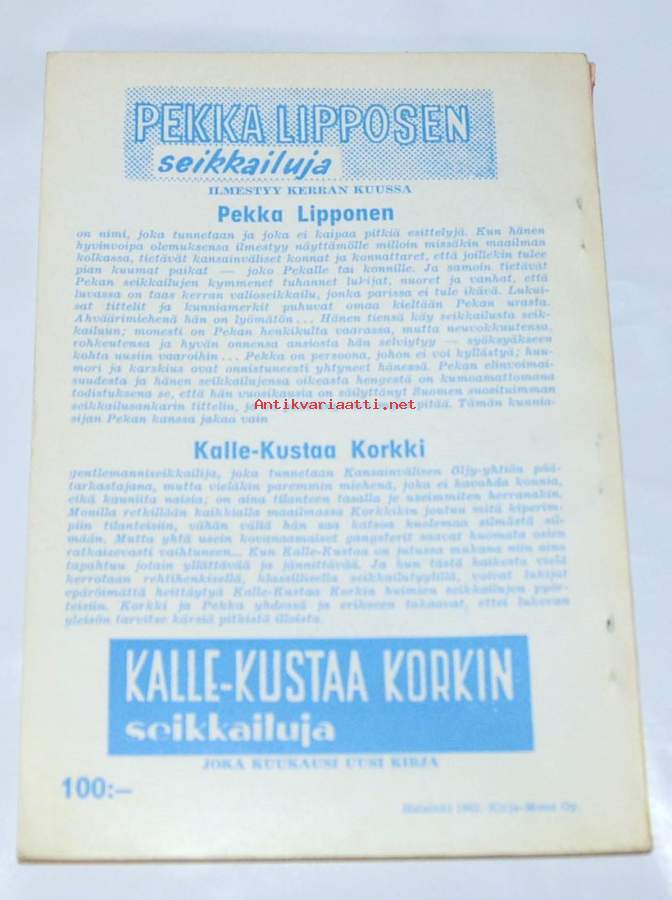 PEKKA LIPPOSEN
seikkailuja
ILMESTYY KERRAN KUUSSA
Pekka Lipponen
on nimi, joka tunnetaan ja joka ei kaipaa pitkiä esittelyjä. Kun hänen
hyvinvoipa olemuksensa ilmestyy näyttämölle milloin missäkin maailman
kolkassa, tietävät kansainväliset konnat ja konnattaret, että joillekin tulee
pian kuumat paikat — joko Pekalle tai konnille. Ja samoin tietävät
Pekan seikkailujen kymmenet tuhannet lukijat, nuoret ja vanhat, että
luvassa on taas kerran valioseikkailu, jonka parissa ei tule ikävä. Lukui-
sat tittelit ja kunniamerkit puhuvat omaa kieltään Pekan urasta.
Ahväärimiehenä hän on lyömätön... Hänen tiensä käy seikkailusta seik-
kailuun; monesti on Pekan henkikulta vaarassa, mutta neuvokkuutensa,
rohkeutensa ja hyvän onnensa ansiosta hän selviytyy — syöksyäkseen
kohta uusiin vaaroihin... Pekka on persoona, johon ei voi kyllästyä; huu-
mori ja karskius ovat onnistuneesti yhtyneet hänessä. Pekan elinvoimai-
suudesta ja hänen seikkailujensa oikeasta hengestä on kumoamattomana
todistuksena se, että hän vuosikausia on säilyttänyt Suomen suosituimman
seikkailusankarin tittelin, pitää. Tämän kunnia-
sijan Pekan kanssa jakaa vain
Antikvariaatti.net
Kalle-Kustaa Korkki
gentlemanniseikkailija, joka tunnetaan Kansainvälisen Öljy-yhtiön pää-
tarkastajana, mutta vieläkin paremmin miehenä, joka ei kavahda konnia,
eikä kauniita naisia; on aina tilanteen tasalla ja useimmiten herranakin.
Monilla retkillään kaikkialla maailmassa Korkkikin joutuu mitä kiperim-
piin tilanteisiin, vähän väliä hän saa katsoa kuolemaa silmästä sil-
mään. Mutta yhtä usein kovanaamaiset gangsterit saavat huomata osien
ratkaisevasti vaihtuneen... Kun Kalle-Kustaa on jutussa mukana niin aina
tapahtuu jotain yllättävää ja jännittävää. Ja kun tästä kaikesta vielä
kerrotaan rehtihenkisellä, klassillisella seikkailutyylillä, voivat lukijat
epäröimättä heittäytyä Kalle-Kustaa Korkin huimien seikkailujen pyör-
teisiin. Korkki ja Pekka yhdessä ja erikseen takaavat, ettei lukevan
yleisön tarvitse kärsiä pitkistä illoista.
KALLE-KUSTAA KORKIN
seikkailuja
JOKA KUUKAUSI UUSI KIRJA
100:—
Helsinki 1962. Kirja-Mono Oy.